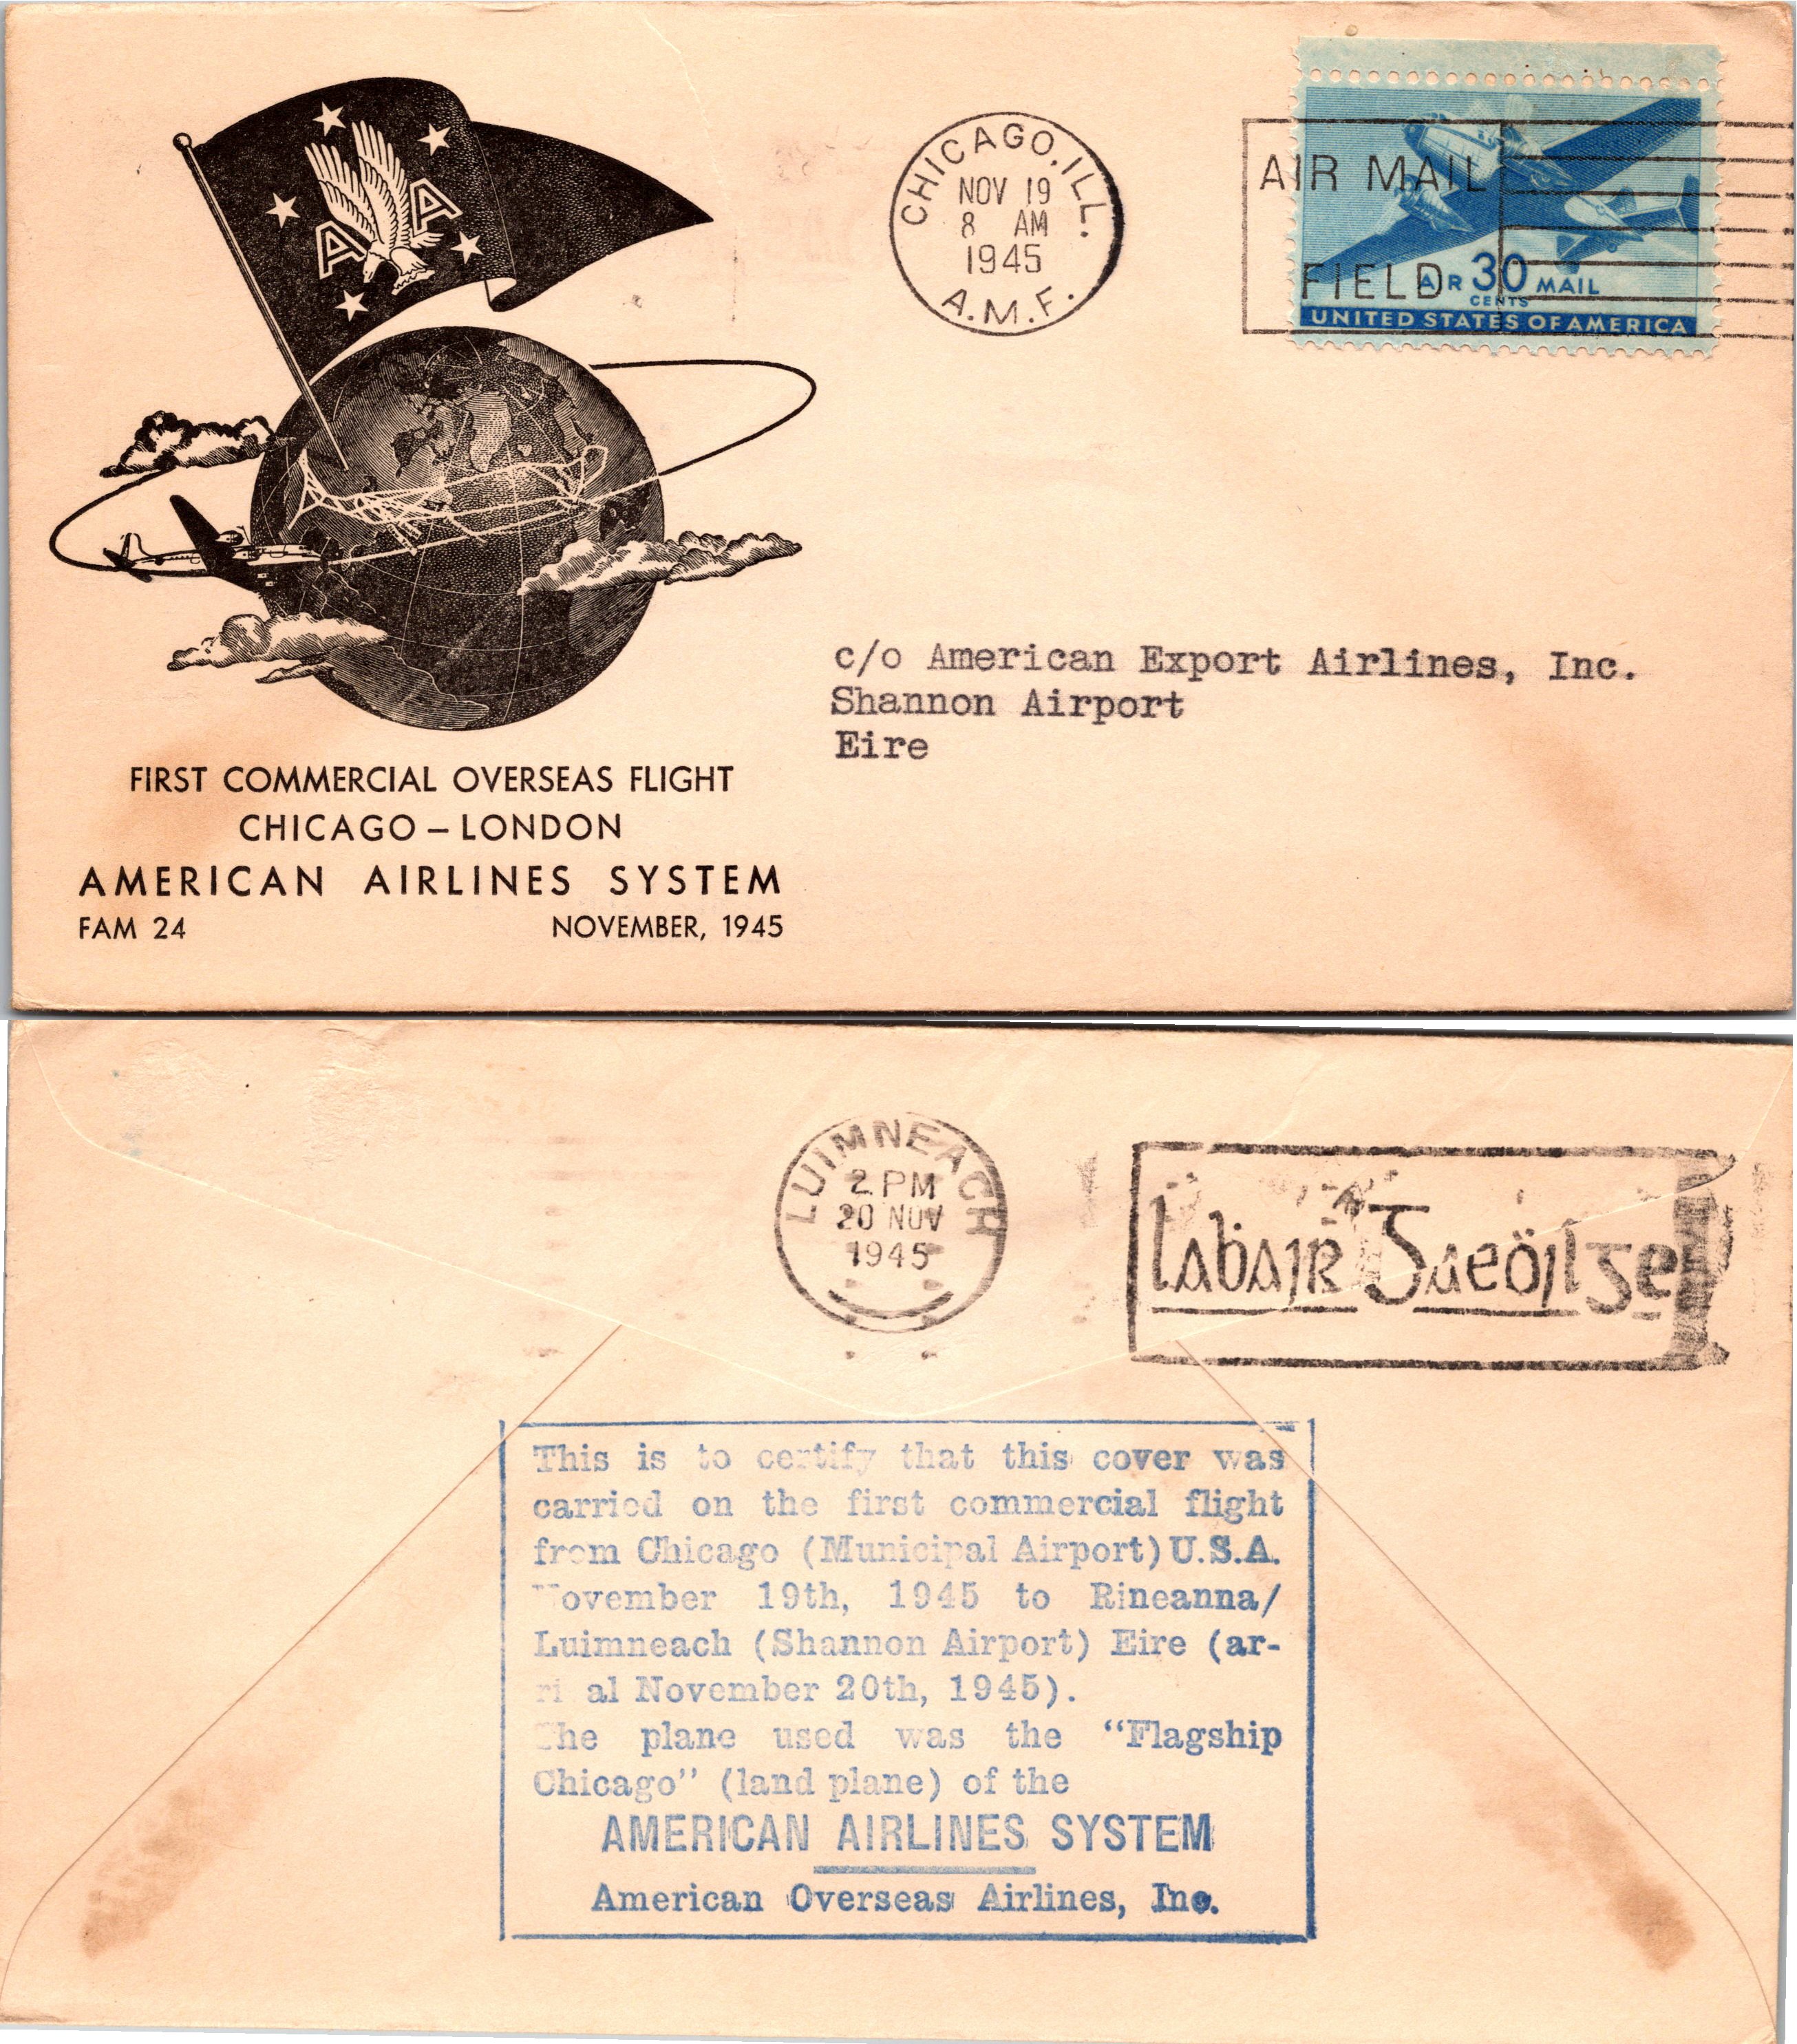 A A
CHICAGO, ILL.
NOV 19
8 AM
1945
A.M.F.
AIR MAIL
FIELD
AIR 30 MAIL
CENTS
UNITED STATES OF AMERICA
c/o American Export Airlines, Inc.
Shannon Airport
Eire
FIRST COMMERCIAL OVERSEAS FLIGHT
CHICAGO – LONDON
AMERICAN AIRLINES SYSTEM
FAM 24 NOVEMBER, 1945
LUIMNEACH
2 PM
20 NOV
1945
Labair Gaeḋilge
This is to certify that this cover was
carried on the first commercial flight
from Chicago (Municipal Airport) U.S.A.
November 19th, 1945 to Rineanna/
Luimneach (Shannon Airport) Eire (ar-
rival November 20th, 1945).
The plane used was the “Flagship
Chicago” (land plane) of the
AMERICAN AIRLINES SYSTEM
American Overseas Airlines, Inc.